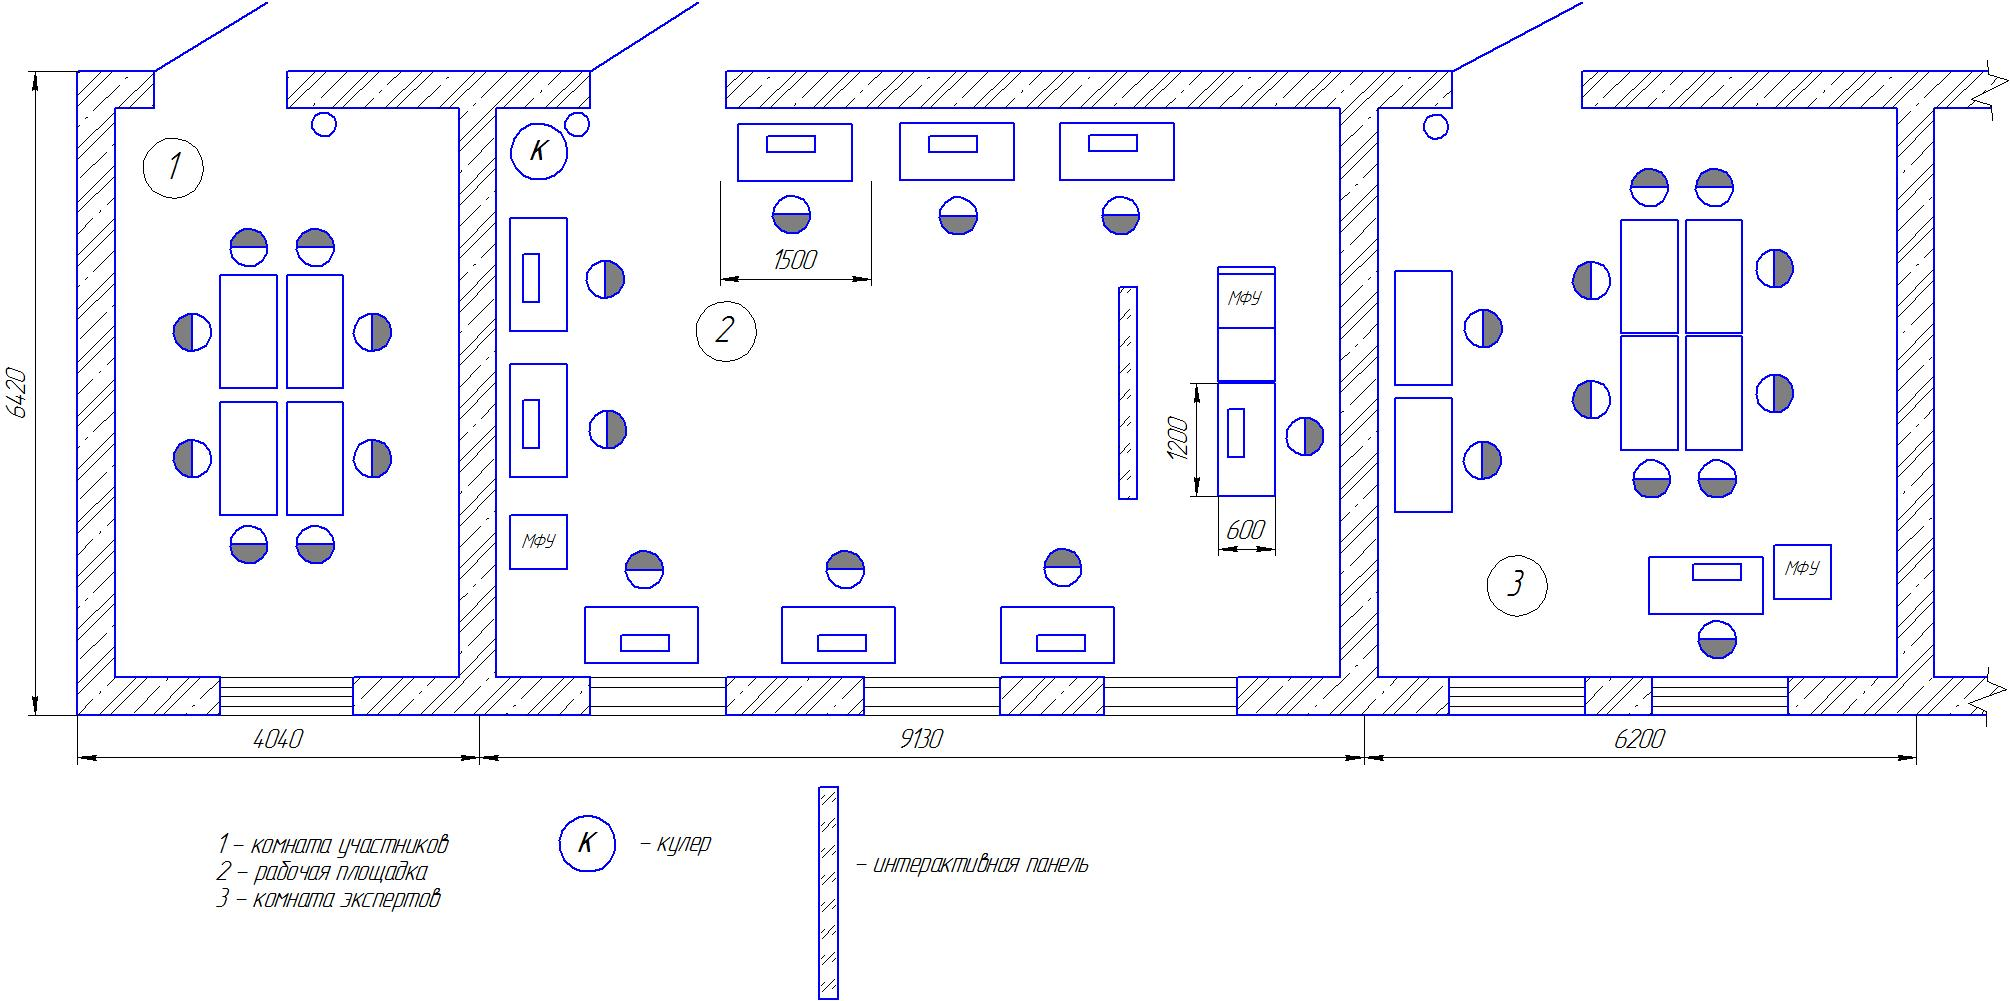 К
1
1500
2
МФУ
6420
1200
600
МФУ
3
МФУ
4040
9130
6200
1 – комната участников
2 – рабочая площадка
3 – комната экспертов
К – кулер
– интерактивная панель